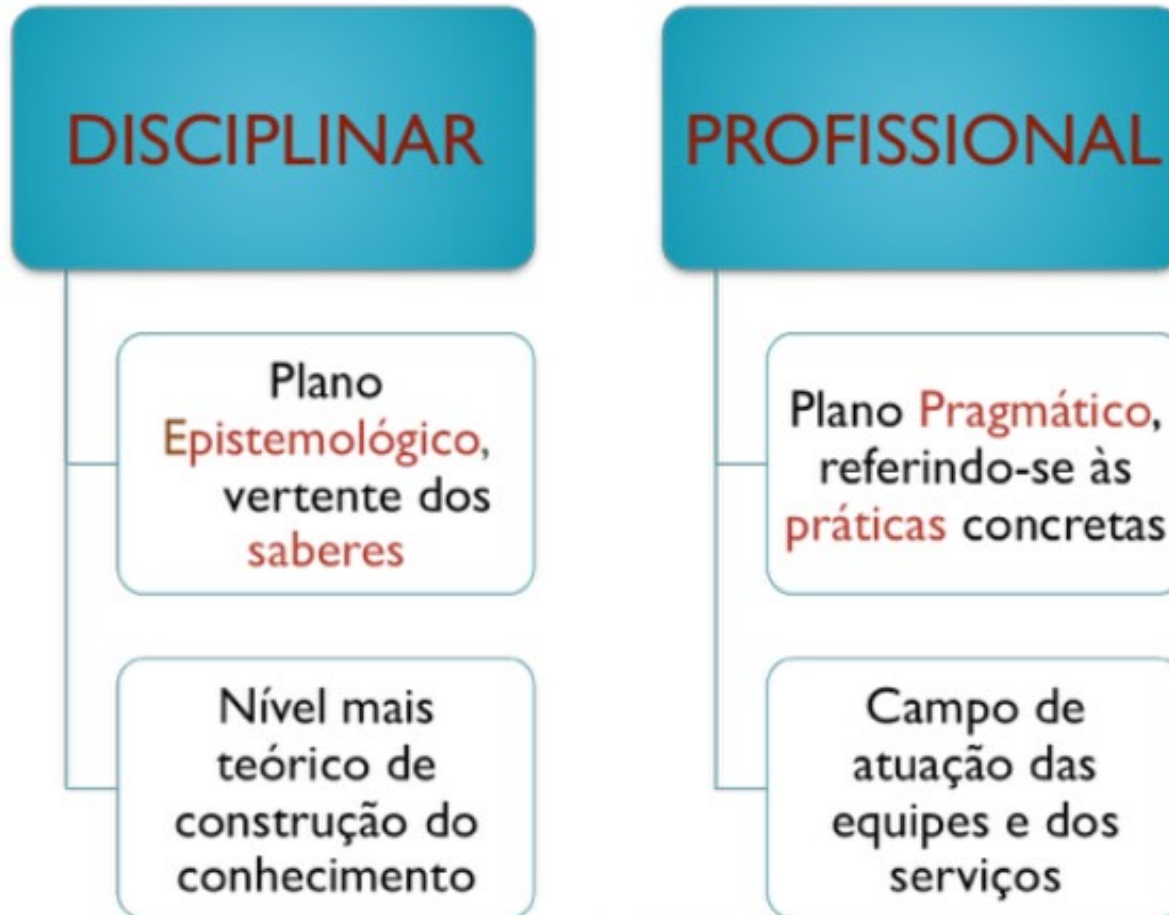 DISCIPLINAR
Plano
Epistemológico,
vertente dos
saberes
Nível mais
teórico de
construção do
conhecimento
PROFISSIONAL
Plano Pragmático,
referindo-se às
práticas concretas
Campo de
atuação das
equipes e dos
serviços